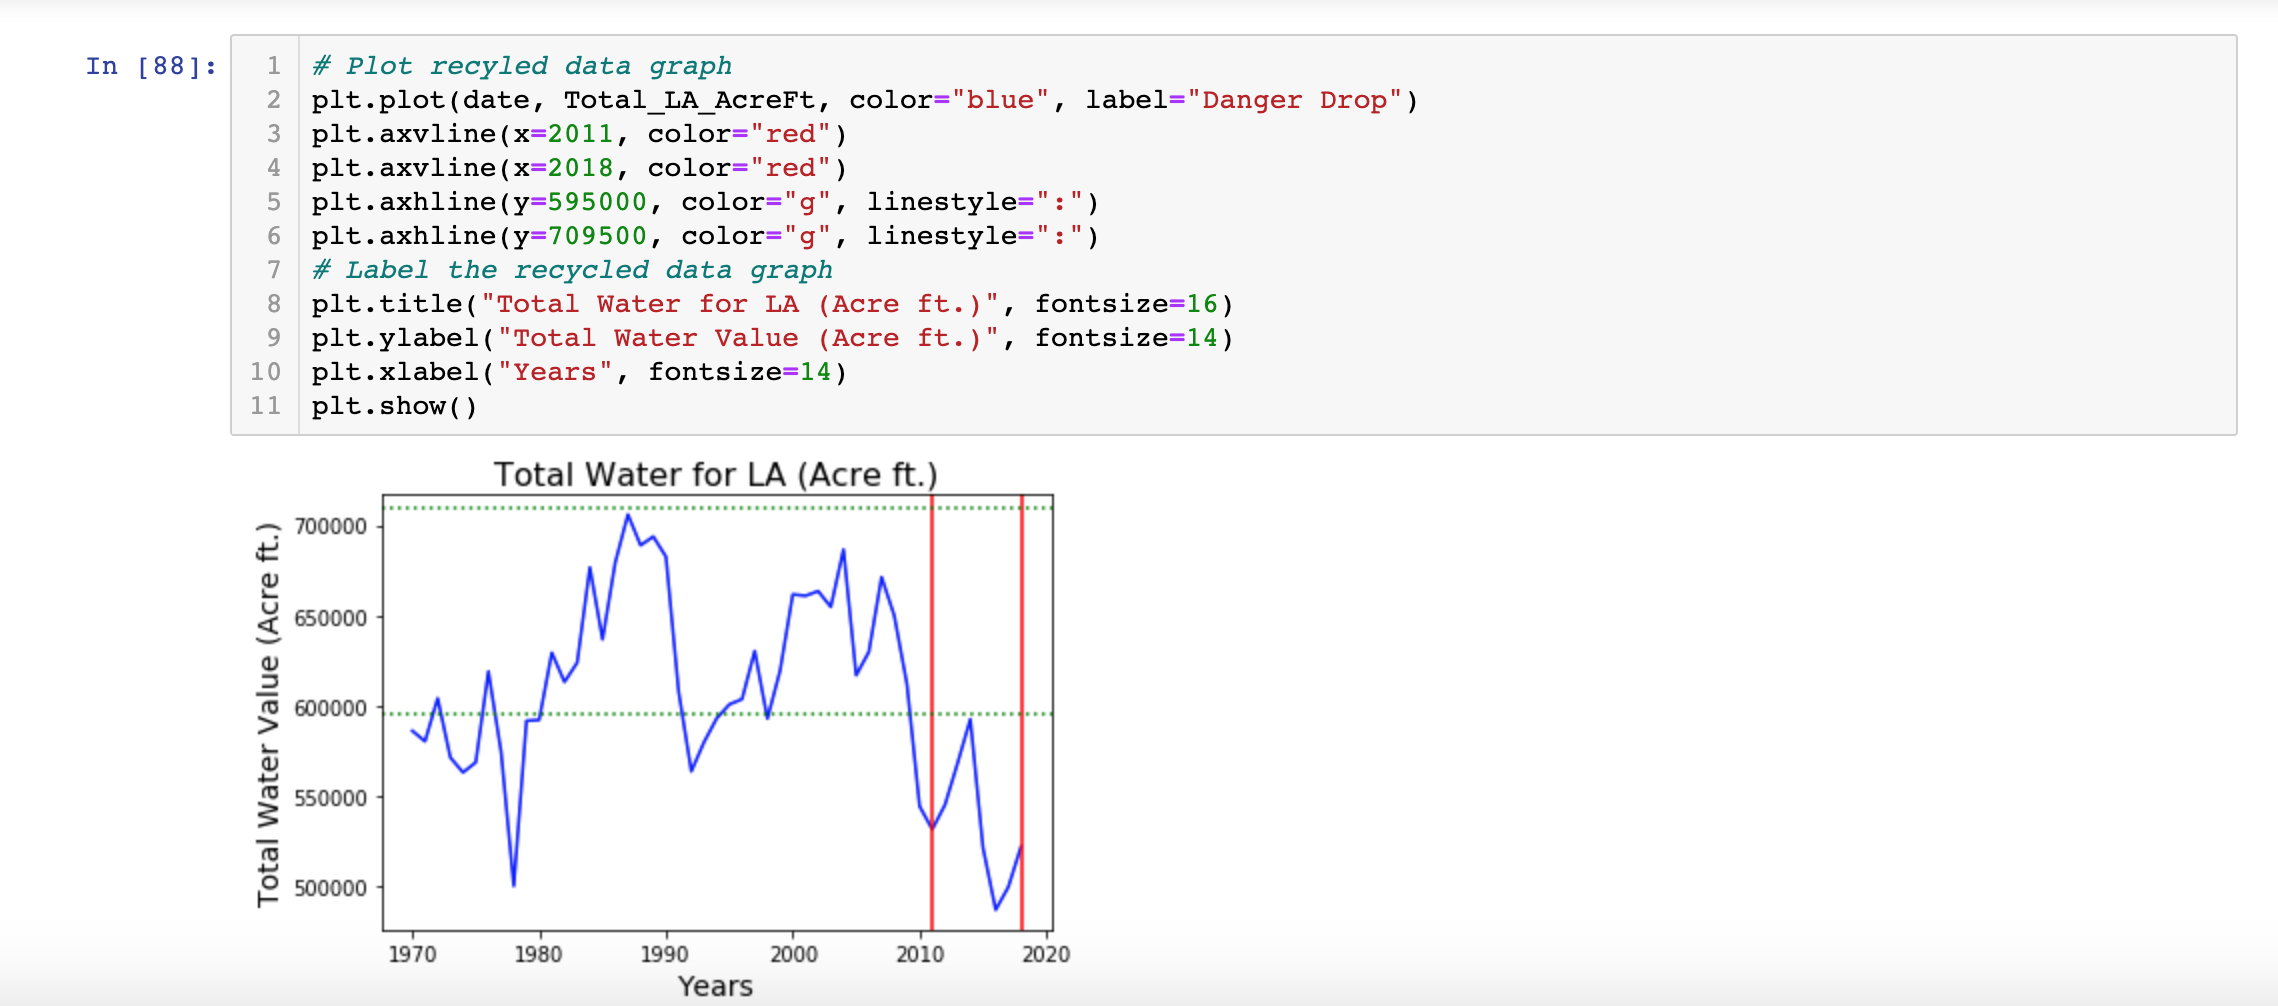 In [88]:
1 # Plot recyled data graph
2 plt.plot(date, Total_LA_AcreFt, color="blue", label="Danger Drop")
3 plt.axvline(x=2011, color="red")
4 plt.axvline(x=2018, color="red")
5 plt.axhline(y=595000, color="g", linestyle=":")
6 plt.axhline(y=709500, color="g", linestyle=":")
7 # Label the recycled data graph
8 plt.title("Total Water for LA (Acre ft.)", fontsize=16)
9 plt.ylabel("Total Water Value (Acre ft.)", fontsize=14)
10 plt.xlabel("Years", fontsize=14)
11 plt.show()
Total Water for LA (Acre ft.)
Total Water Value (Acre ft.)
700000
650000
600000
550000
500000
1970 1980 1990 2000 2010 2020
Years